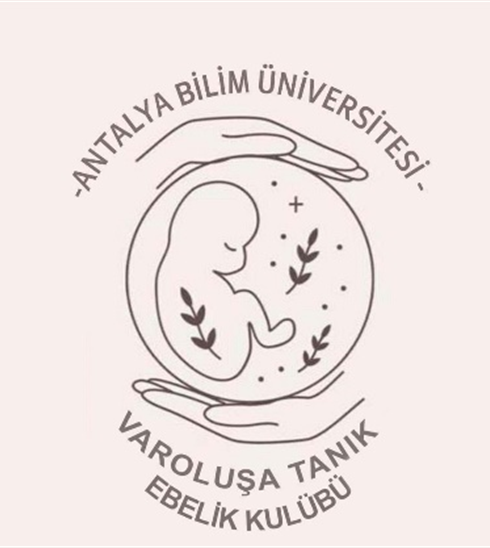 -ANTALYA BİLİM ÜNİVERSİTESİ-
VAROLUŞA TANIK
EBELİK KULÜBÜ